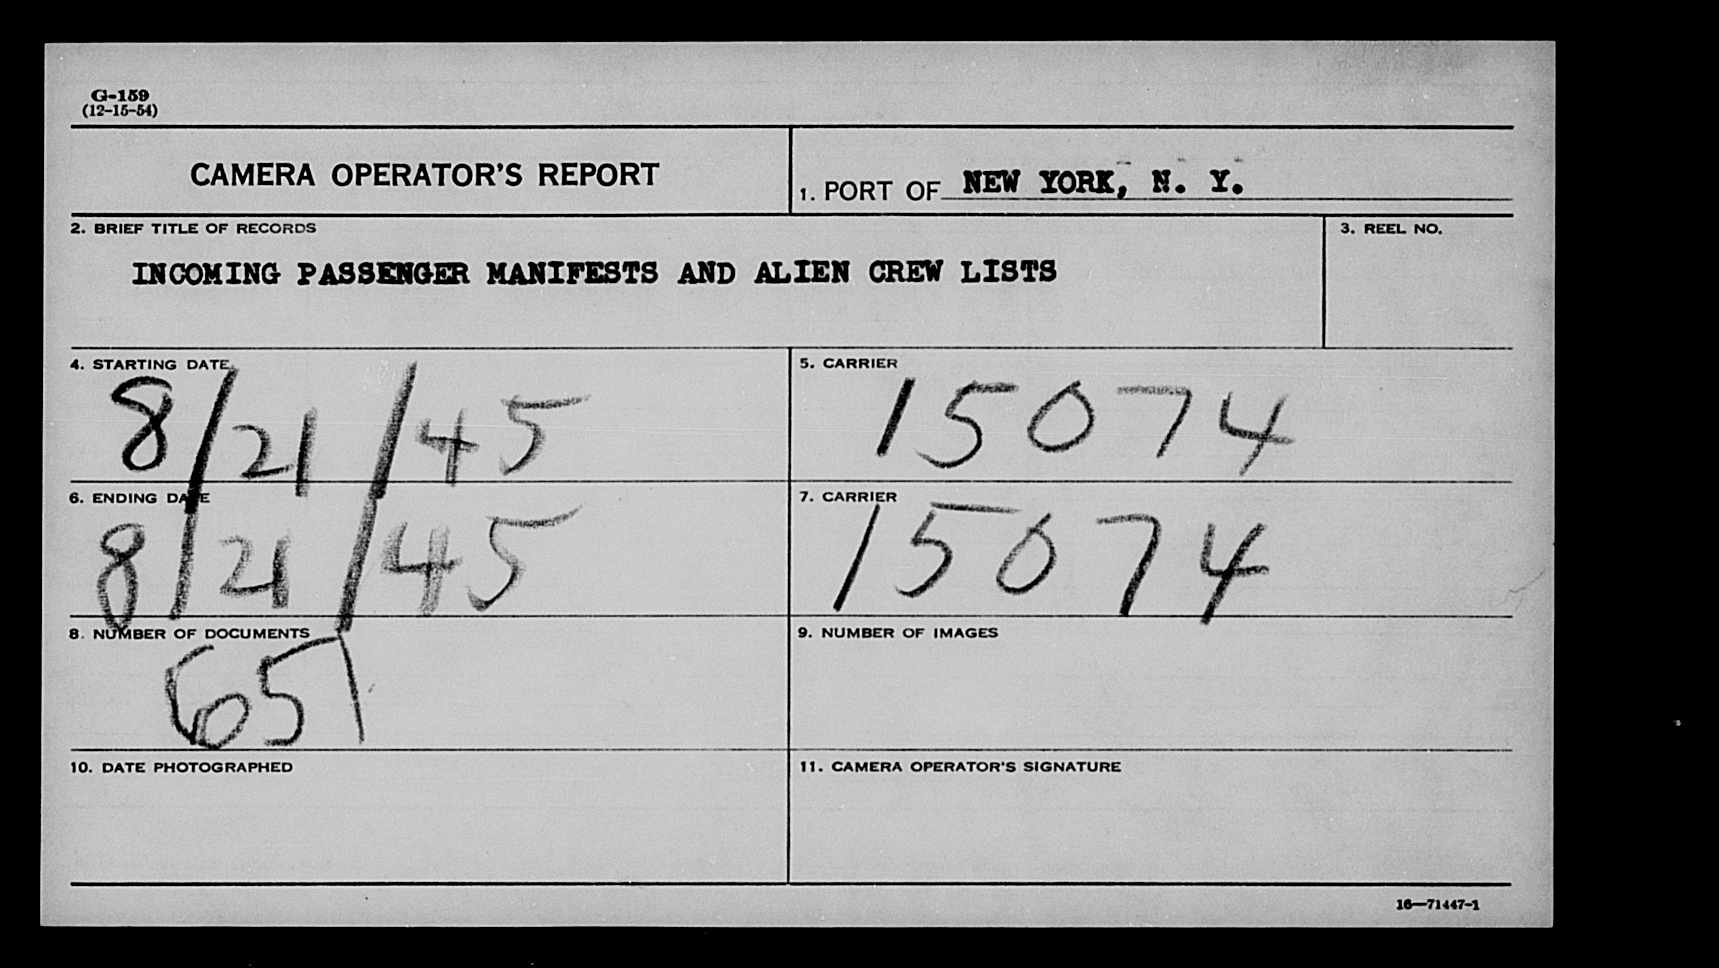 G-159
(12-15-54)
CAMERA OPERATOR'S REPORT
1. PORT OF NEW YORK, N. Y.
2. BRIEF TITLE OF RECORDS
INCOMING PASSENGER MANIFESTS AND ALIEN CREW LISTS
3. REEL NO.
4. STARTING DATE
8/21/45
5. CARRIER
15074
6. ENDING DATE
8/21/45
7. CARRIER
15074
8. NUMBER OF DOCUMENTS
651
9. NUMBER OF IMAGES
10. DATE PHOTOGRAPHED
11. CAMERA OPERATOR'S SIGNATURE
16—71447-1